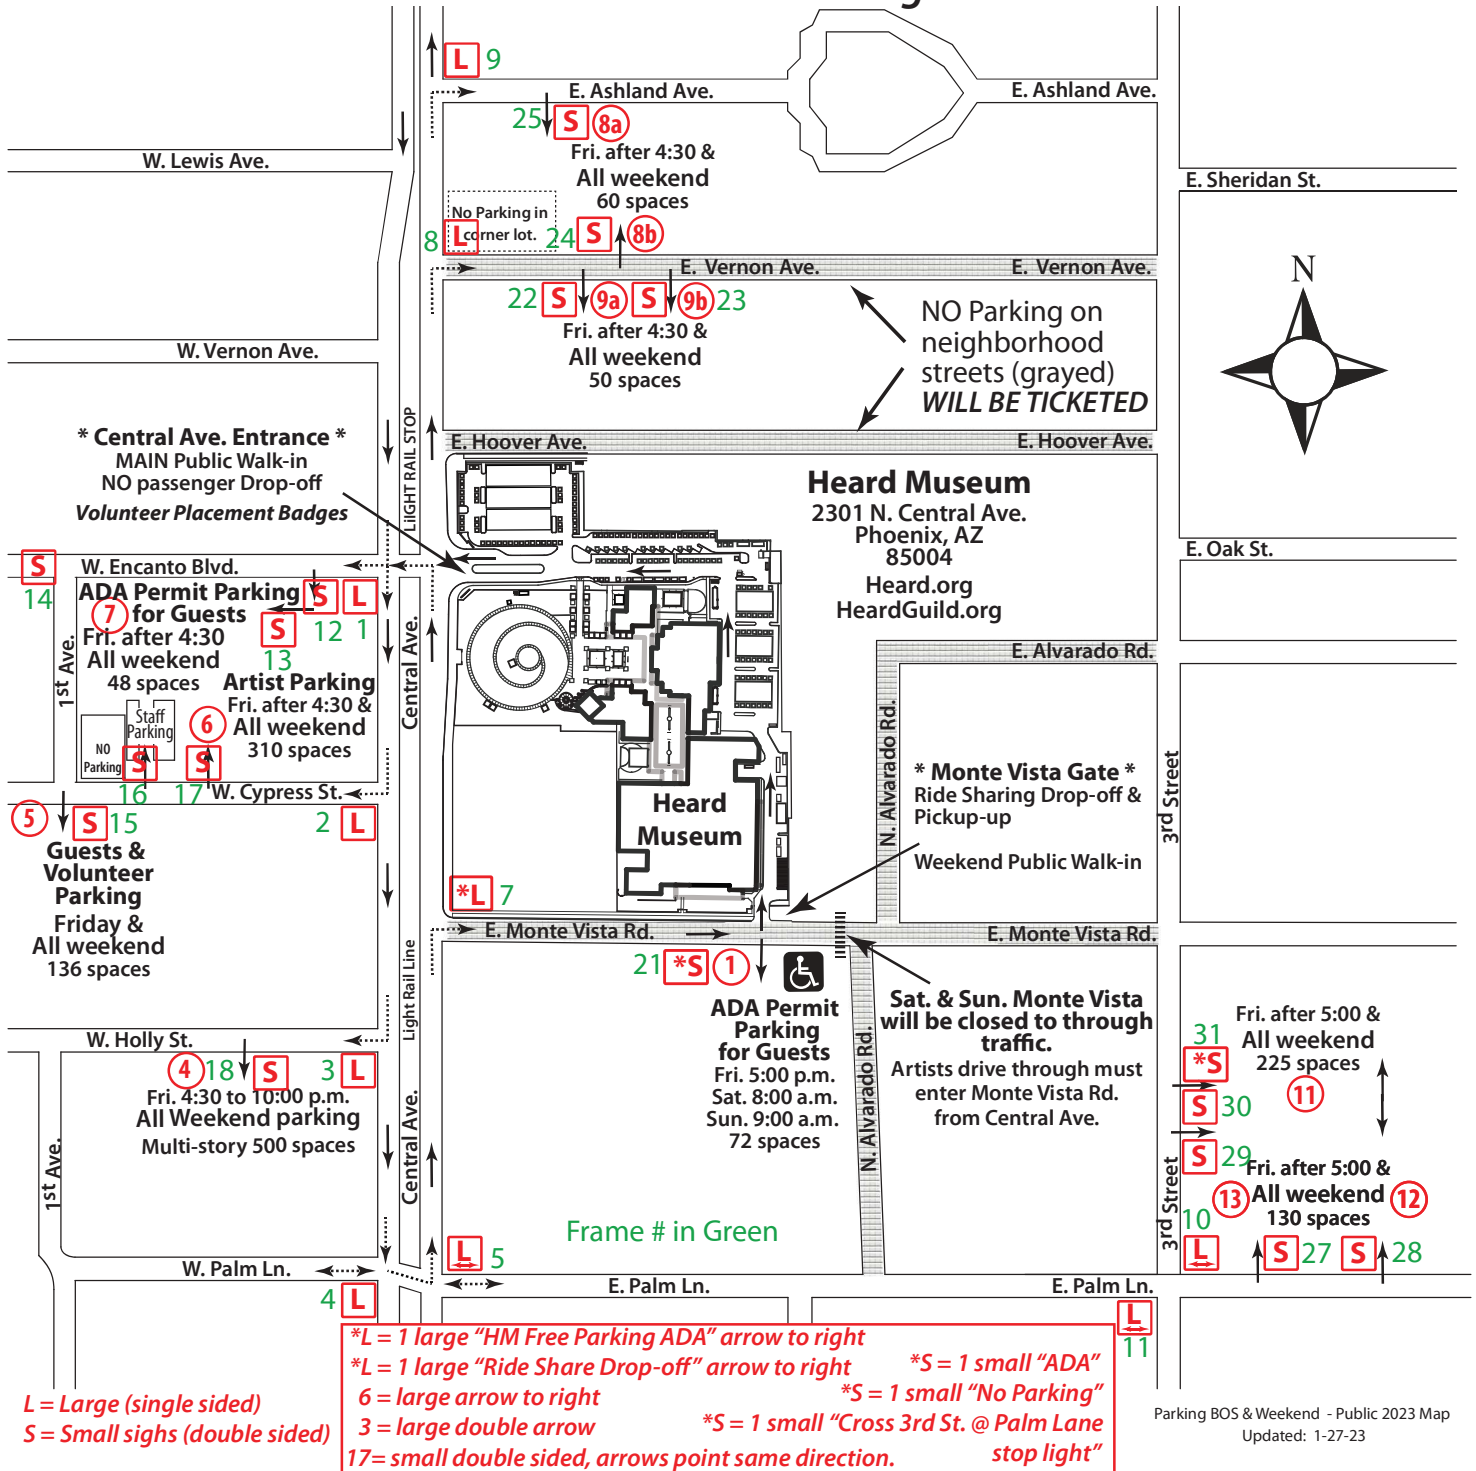 L 9
E. Ashland Ave.
E. Ashland Ave.
25 S 8a
Fri. after 4:30 &
All weekend
60 spaces
W. Lewis Ave.
E. Sheridan St.
No Parking in
corner lot.
8 L
24 S 8b
E. Vernon Ave.
E. Vernon Ave.
22 S 9a S 9b 23
Fri. after 4:30 &
All weekend
50 spaces
NO Parking on
neighborhood
streets (grayed)
WILL BE TICKETED
N
W. Vernon Ave.
LiIGHT RAIL STOP
E. Hoover Ave.
E. Hoover Ave.
* Central Ave. Entrance *
MAIN Public Walk-in
NO passenger Drop-off
Volunteer Placement Badges
Heard Museum
2301 N. Central Ave.
Phoenix, AZ
85004
Heard.org
HeardGuild.org
E. Oak St.
S
14
W. Encanto Blvd.
ADA Permit Parking
7 for Guests
Fri. after 4:30
All weekend
48 spaces
S L
12 1
S
13
1st Ave.
Central Ave.
Artist Parking
Fri. after 4:30 &
6 All weekend
310 spaces
Staff
Parking
NO
Parking
S S
16 17
W. Cypress St.
E. Alvarado Rd.
N. Alvarado Rd.
3rd Street
* Monte Vista Gate *
Ride Sharing Drop-off &
Pickup-up
Weekend Public Walk-in
Heard
Museum
5 S 15
2 L
Guests &
Volunteer
Parking
Friday &
All weekend
136 spaces
*L 7
E. Monte Vista Rd.
E. Monte Vista Rd.
21 *S 1
ADA Permit
Parking
for Guests
Fri. 5:00 p.m.
Sat. 8:00 a.m.
Sun. 9:00 a.m.
72 spaces
Light Rail Line
Sat. & Sun. Monte Vista
will be closed to through
traffic.
Artists drive through must
enter Monte Vista Rd.
from Central Ave.
N. Alvarado Rd.
W. Holly St.
4 18 S 3 L
Fri. 4:30 to 10:00 p.m.
All Weekend parking
Multi-story 500 spaces
1st Ave.
Central Ave.
Fri. after 5:00 &
All weekend
225 spaces
11
31
*S
S 30
S 29
3rd Street
Fri. after 5:00 &
13 All weekend 12
130 spaces
10
L
S 27 S 28
Frame # in Green
L 5
W. Palm Ln.
E. Palm Ln.
E. Palm Ln.
4 L
L
11
*L = 1 large “HM Free Parking ADA” arrow to right
*L = 1 large “Ride Share Drop-off” arrow to right
6 = large arrow to right
3 = large double arrow
17= small double sided, arrows point same direction.
*S = 1 small “ADA”
*S = 1 small “No Parking”
*S = 1 small “Cross 3rd St. @ Palm Lane
stop light”
L = Large (single sided)
S = Small sighs (double sided)
Parking BOS & Weekend - Public 2023 Map
Updated: 1-27-23